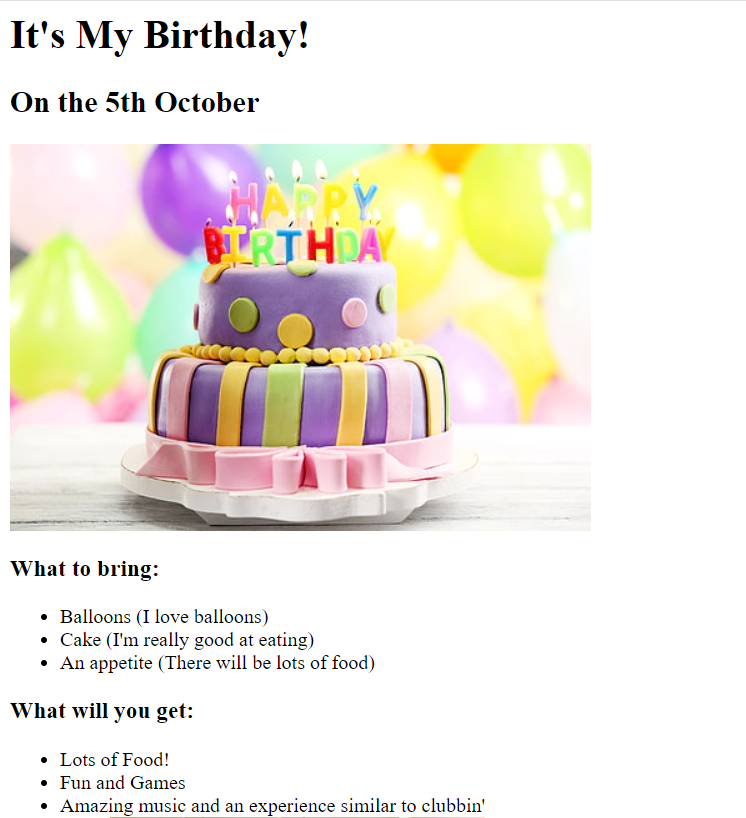 It's My Birthday!
On the 5th October
HAPPY
BIRTHDAY
What to bring:
Balloons (I love balloons)
Cake (I'm really good at eating)
An appetite (There will be lots of food)
What will you get:
Lots of Food!
Fun and Games
Amazing music and an experience similar to clubbin'